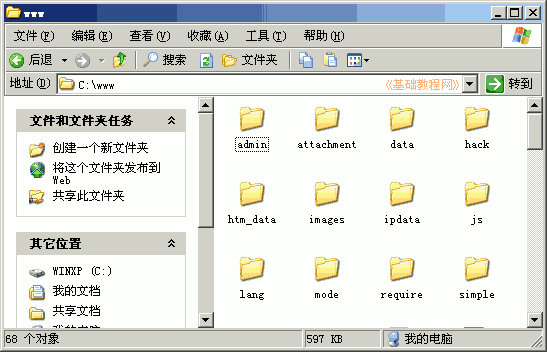 www
文件(F) 编辑(E) 查看(V) 收藏(A) 工具(T) 帮助(H)
后退 搜索 文件夹
地址(D) C:\www 《基础教程网》 转到
文件和文件夹任务
创建一个新文件夹
将这个文件夹发布到
Web
共享此文件夹
其它位置
WINXP (C:)
我的文档
共享文档
我的电脑
admin attachment data hack
htm_data images ipdata js
lang mode require simple
68 个对象 597 KB 我的电脑